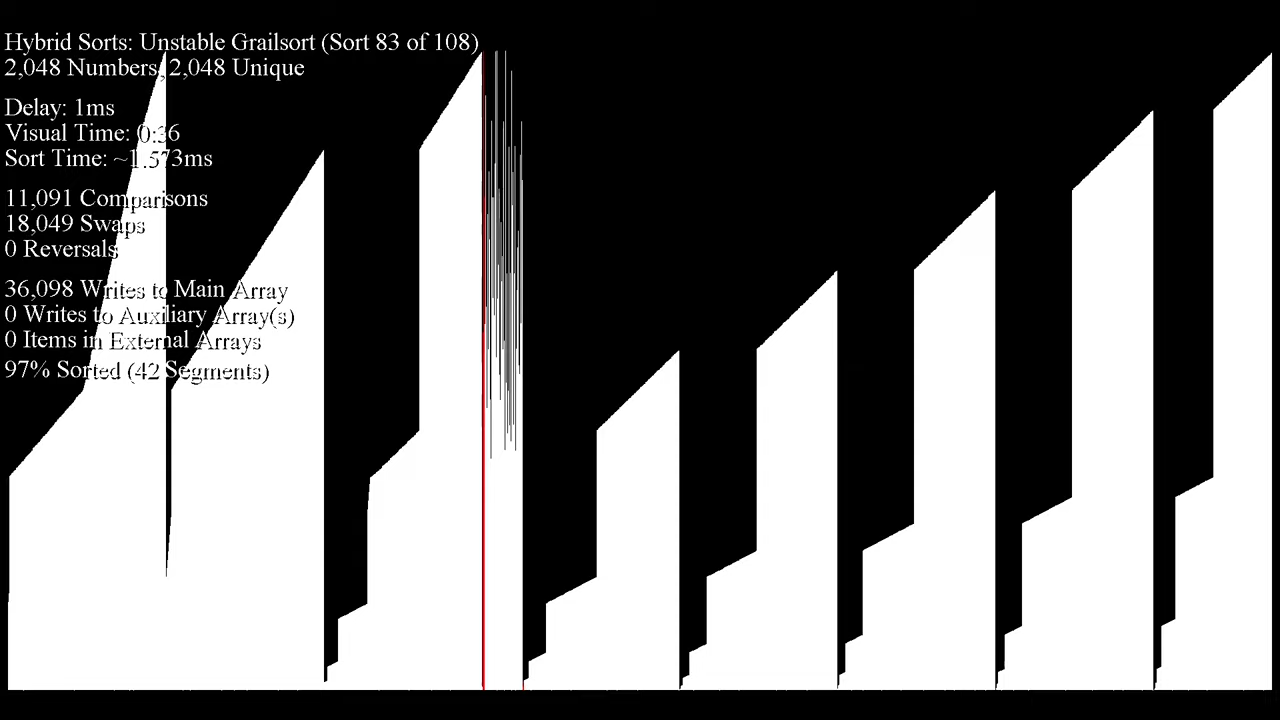 Hybrid Sorts: Unstable Grailsort (Sort 83 of 108)
2,048 Numbers, 2,048 Unique
Delay: 1ms
Visual Time: 0:36
Sort Time: ~1.573ms
11,091 Comparisons
18,049 Swaps
0 Reversals
36,098 Writes to Main Array
0 Writes to Auxiliary Array(s)
0 Items in External Arrays
97% Sorted (42 Segments)